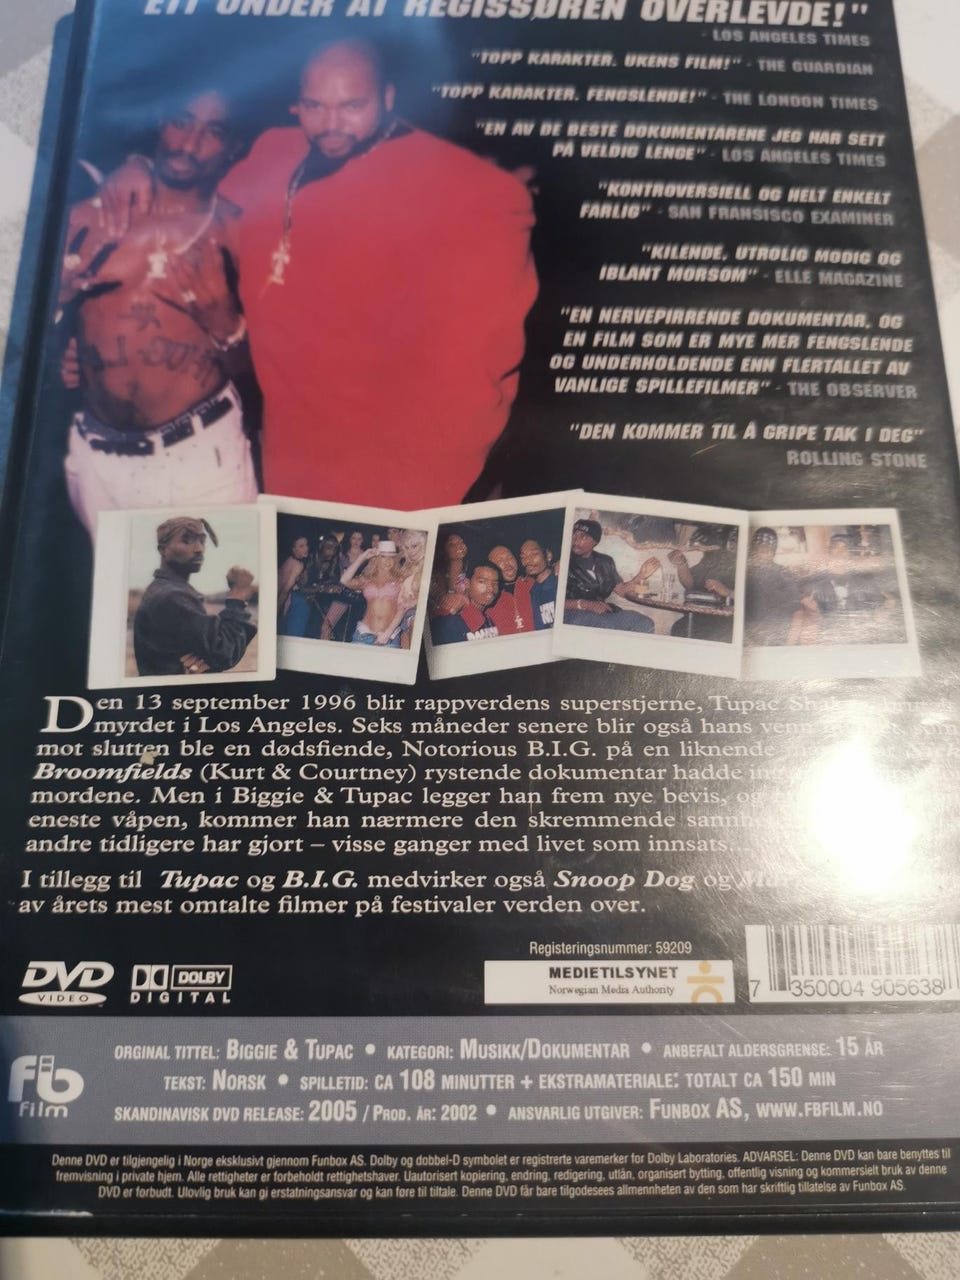 ETT UNDER AT REGISSØREN OVERLEVDE!"
- LOS ANGELES TIMES
"TOPP KARAKTER. UKENS FILM!" - THE GUARDIAN
"TOPP KARAKTER. FENGSLENDE!" - THE LONDON TIMES
"EN AV DE BESTE DOKUMENTARENE JEG HAR SETT
PÅ VELDIG LENGE" - LOS ANGELES TIMES
"KONTROVERSIELL OG HELT ENKELT
FARLIG" - SAN FRANSISCO EXAMINER
"KILENDE, UTROLIG MODIG OG
IBLANT MORSOM" - ELLE MAGAZINE
"EN NERVEPIRRENDE DOKUMENTAR, OG
EN FILM SOM ER MYE MER FENGSLENDE
OG UNDERHOLDENDE ENN FLERTALLET AV
VANLIGE SPILLEFILMER" - THE OBSERVER
"DEN KOMMER TIL Å GRIPE TAK I DEG"
ROLLING STONE
Den 13 september 1996 blir rappverdens superstjerne, Tupac
myrdet i Los Angeles. Seks måneder senere blir også hans venn som
mot slutten ble en dødsfiende, Notorious B.I.G. på en liknende Nick
Broomfields (Kurt & Courtney) rystende dokumentar hadde
mordene. Men i Biggie & Tupac legger han frem nye bevis,
eneste våpen, kommer han nærmere den skremmende
andre tidligere har gjort – visse ganger med livet som innsats...
I tillegg til Tupac og B.I.G. medvirker også Snoop Dog og
av årets mest omtalte filmer på festivaler verden over.
Registeringsnummer: 59209
DVD VIDEO
DOLBY DIGITAL
MEDIETILSYNET
Norwegian Media Authority
7 350004 905638
fb film
ORGINAL TITTEL: BIGGIE & TUPAC • KATEGORI: MUSIKK/DOKUMENTAR • ANBEFALT ALDERSGRENSE: 15 ÅR
TEKST: NORSK • SPILLETID: CA 108 MINUTTER + EKSTRAMATERIALE: TOTALT CA 150 MIN
SKANDINAVISK DVD RELEASE: 2005 / PROD. ÅR: 2002 • ANSVARLIG UTGIVER: FUNBOX AS, WWW.FBFILM.NO
Denne DVD er tilgjengelig i Norge eksklusivt gjennom Funbox AS. Dolby og dobbel-D symbolet er registrerte varemerker for Dolby Laboratories. ADVARSEL: Denne DVD kan bare benyttes til
fremvisning i private hjem. Alle rettigheter er forbeholdt rettighetshaver. Uautorisert kopiering, endring, redigering, utlån, organisert bytting, offentlig visning og kommersielt bruk av denne
DVD er forbudt. Ulovlig bruk kan gi erstatningsansvar og kan føre til tiltale. Denne DVD får bare tilgodesees allmennheten av den som har skriftlig tillatelse av Funbox AS.